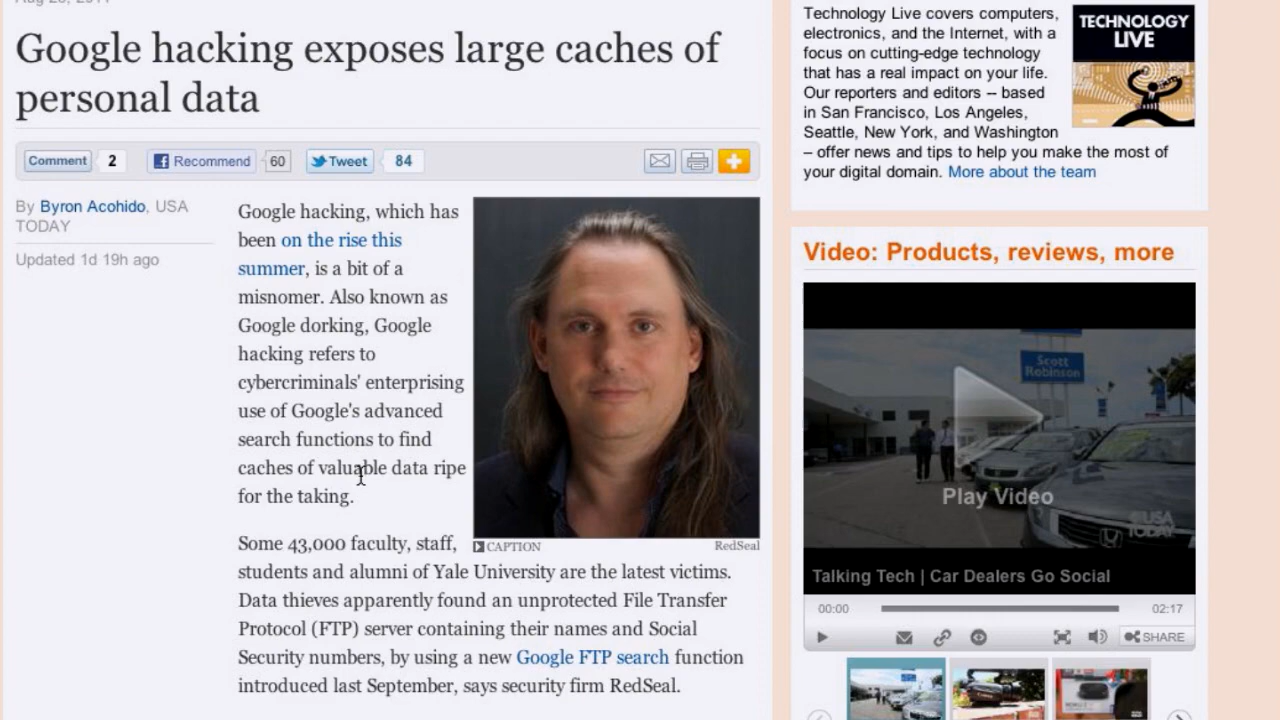 Google hacking exposes large caches of
personal data
Comment 2 Recommend 60 Tweet 84
By Byron Acohido, USA
TODAY
Updated 1d 19h ago
Google hacking, which has
been on the rise this
summer, is a bit of a
misnomer. Also known as
Google dorking, Google
hacking refers to
cybercriminals' enterprising
use of Google's advanced
search functions to find
caches of valuable data ripe
for the taking.
CAPTION RedSeal
Some 43,000 faculty, staff,
students and alumni of Yale University are the latest victims.
Data thieves apparently found an unprotected File Transfer
Protocol (FTP) server containing their names and Social
Security numbers, by using a new Google FTP search function
introduced last September, says security firm RedSeal.
Technology Live covers computers,
electronics, and the Internet, with a
focus on cutting-edge technology
that has a real impact on your life.
Our reporters and editors – based
in San Francisco, Los Angeles,
Seattle, New York, and Washington
– offer news and tips to help you make the most of
your digital domain. More about the team
TECHNOLOGY
LIVE
Video: Products, reviews, more
Scott
Robinson
Play Video
USA
TODAY
Talking Tech | Car Dealers Go Social
00:00 02:17
SHARE